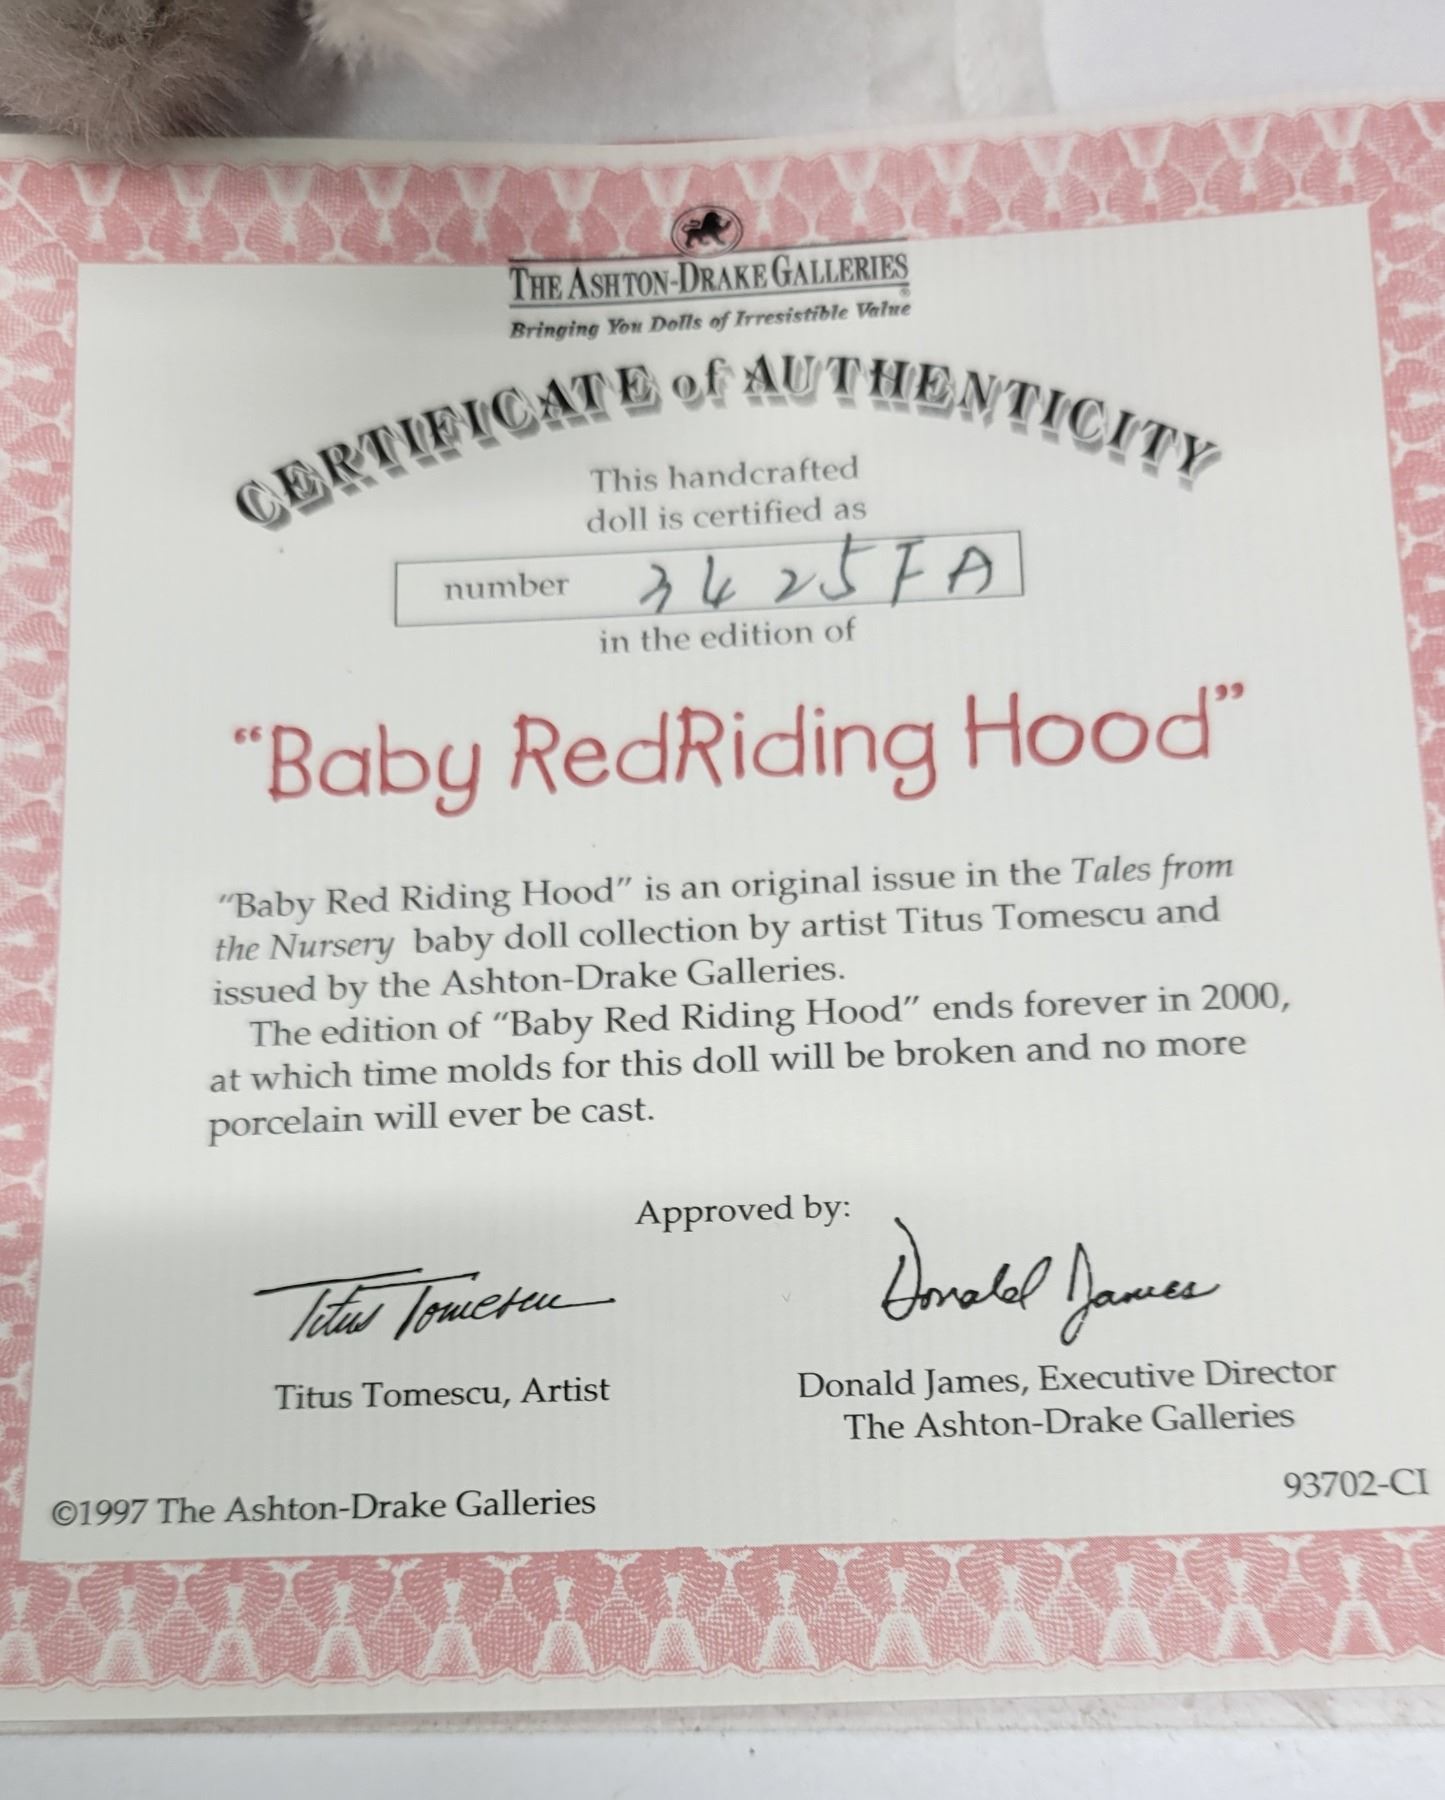 THE ASHTON-DRAKE GALLERIES®
Bringing You Dolls of Irresistible Value
CERTIFICATE of AUTHENTICITY
This handcrafted
doll is certified as
number 3425FA
in the edition of
“Baby RedRiding Hood”
“Baby Red Riding Hood” is an original issue in the Tales from
the Nursery baby doll collection by artist Titus Tomescu and
issued by the Ashton-Drake Galleries.
The edition of “Baby Red Riding Hood” ends forever in 2000,
at which time molds for this doll will be broken and no more
porcelain will ever be cast.
Approved by:
Titus Tomescu Donald James
Titus Tomescu, Artist
Donald James, Executive Director
The Ashton-Drake Galleries
93702-CI
©1997 The Ashton-Drake Galleries